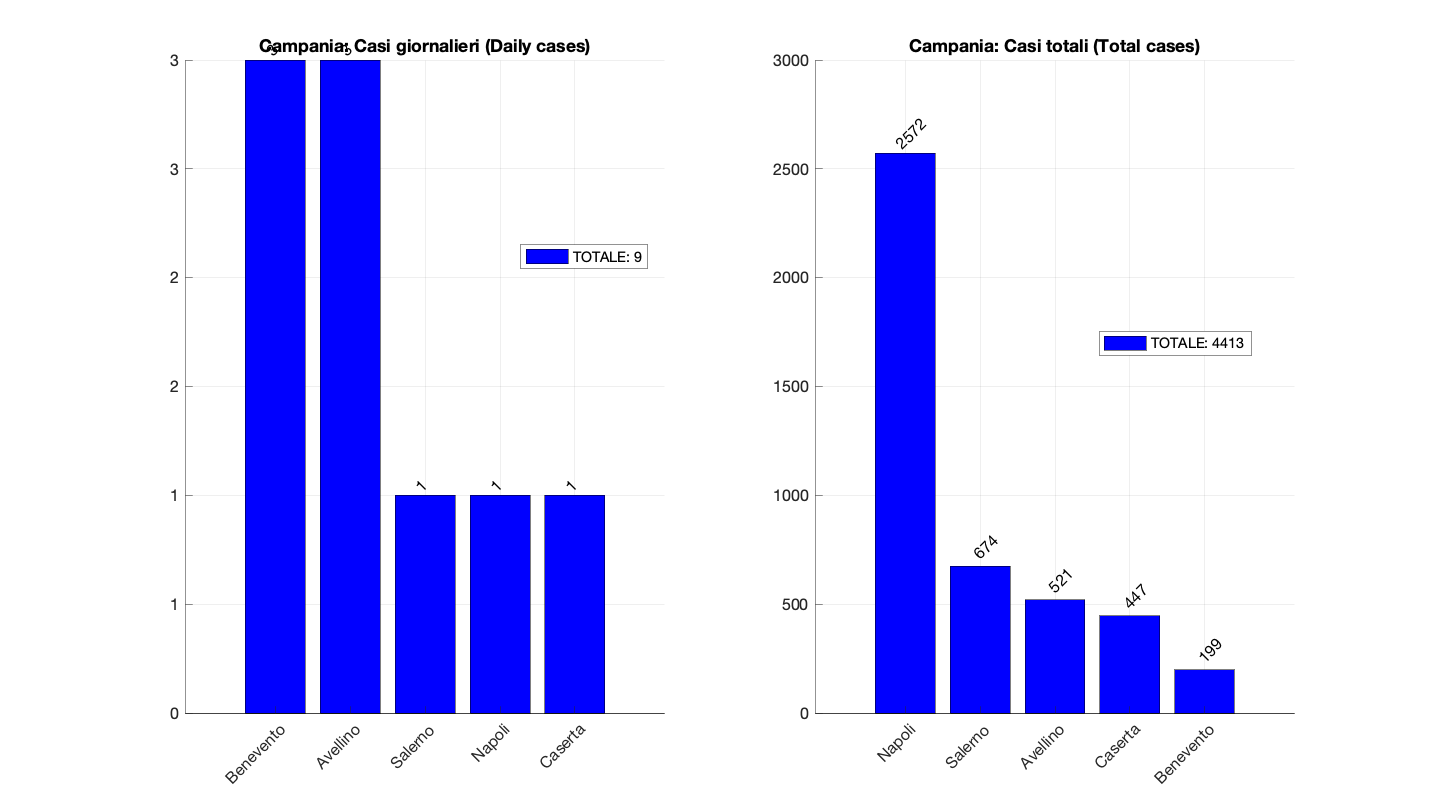 Campania: Casi giornalieri (Daily cases)
3
3
3
3
2
2
1
1
0
1
1
1
TOTALE: 9
Benevento
Avellino
Salerno
Napoli
Caserta
Campania: Casi totali (Total cases)
3000
2500
2000
1500
1000
500
0
2572
674
521
447
199
TOTALE: 4413
Napoli
Salerno
Avellino
Caserta
Benevento